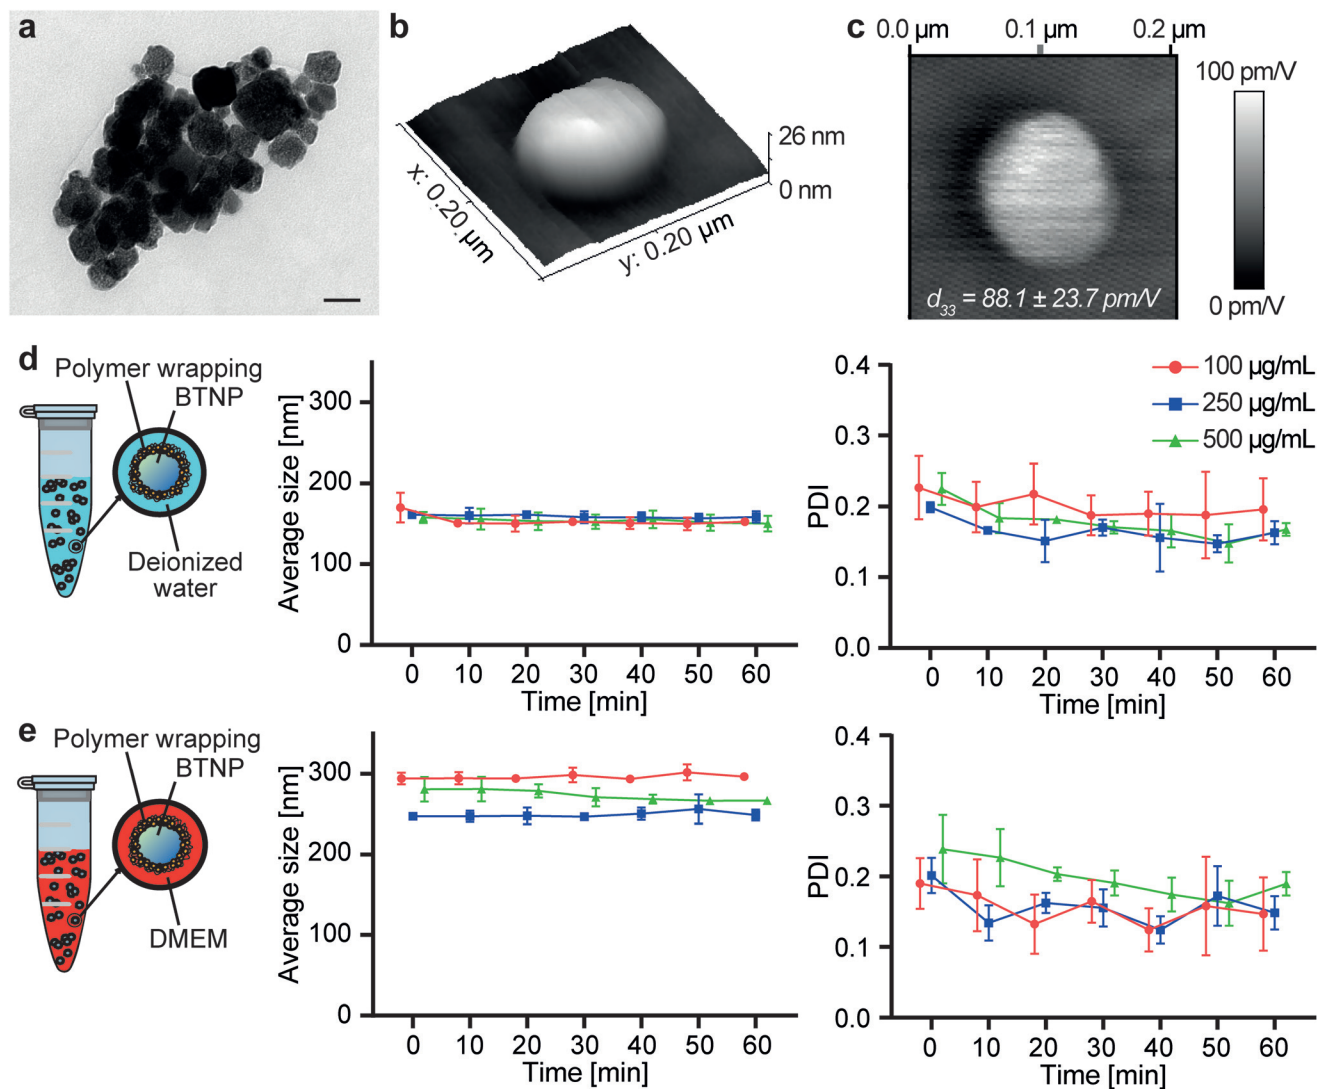 a
b
26 nm
0 nm
x: 0.20 µm
y: 0.20 µm
c
0.0 µm
0.1 µm
0.2 µm
d33 = 88.1 ± 23.7 pm/V
100 pm/V
0 pm/V
d
Polymer wrapping
BTNP
Deionized
water
Average size [nm]
300
200
100
0
0 10 20 30 40 50 60
Time [min]
PDI
0.4
0.3
0.2
0.1
0.0
0 10 20 30 40 50 60
Time [min]
100 µg/mL
250 µg/mL
500 µg/mL
e
Polymer wrapping
BTNP
DMEM
Average size [nm]
300
200
100
0
0 10 20 30 40 50 60
Time [min]
PDI
0.4
0.3
0.2
0.1
0.0
0 10 20 30 40 50 60
Time [min]